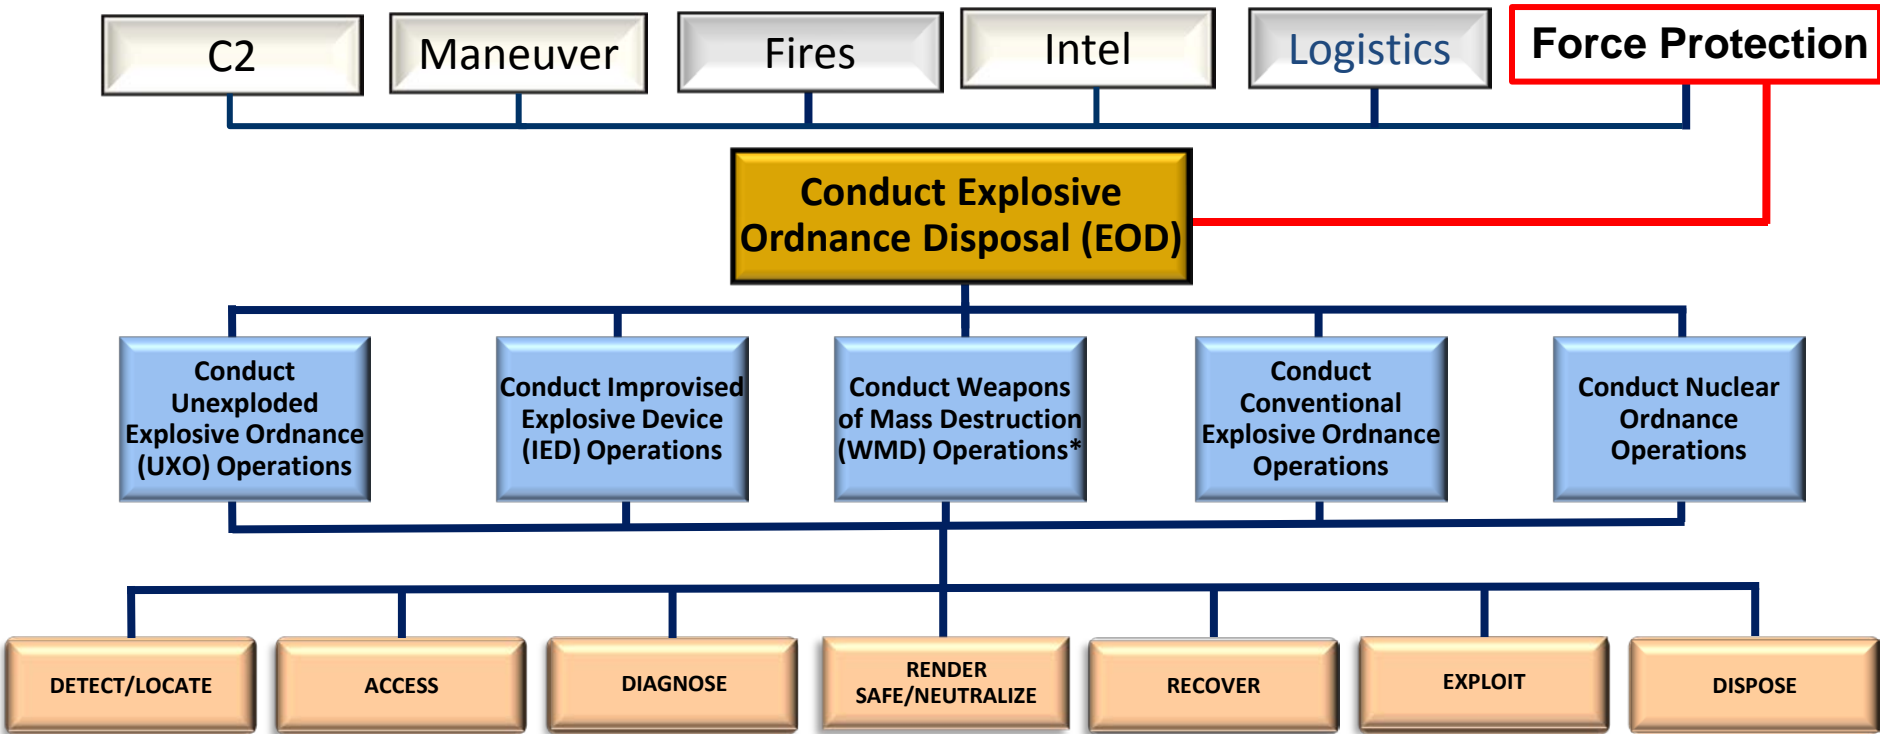 C2
Maneuver
Fires
Intel
Logistics
Force Protection
Conduct Explosive
Ordnance Disposal (EOD)
Conduct
Unexploded
Explosive Ordnance
(UXO) Operations
Conduct Improvised
Explosive Device
(IED) Operations
Conduct Weapons
of Mass Destruction
(WMD) Operations*
Conduct
Conventional
Explosive Ordnance
Operations
Conduct Nuclear
Ordnance
Operations
DETECT/LOCATE
ACCESS
DIAGNOSE
RENDER
SAFE/NEUTRALIZE
RECOVER
EXPLOIT
DISPOSE